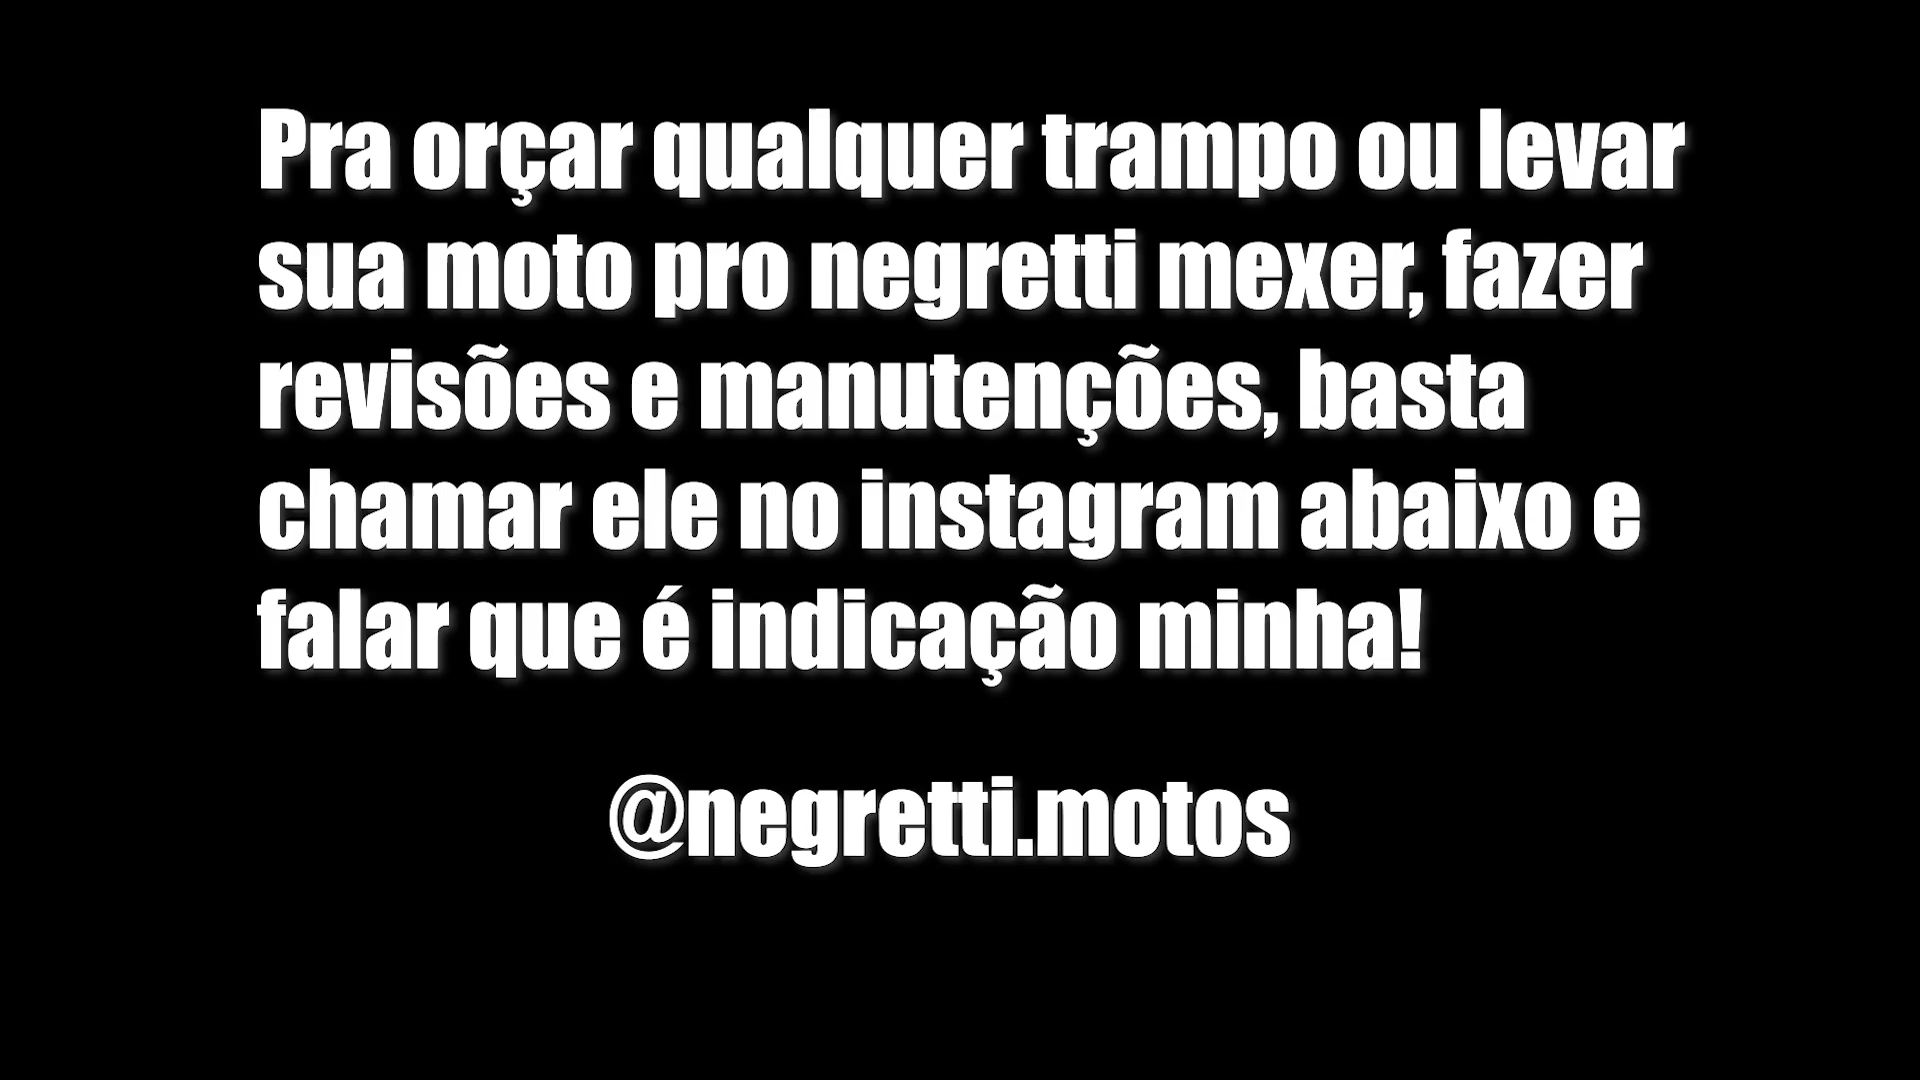 Pra orçar qualquer trampo ou levar
sua moto pro negretti mexer, fazer
revisões e manutenções, basta
chamar ele no instagram abaixo e
falar que é indicação minha!
@negretti.motos